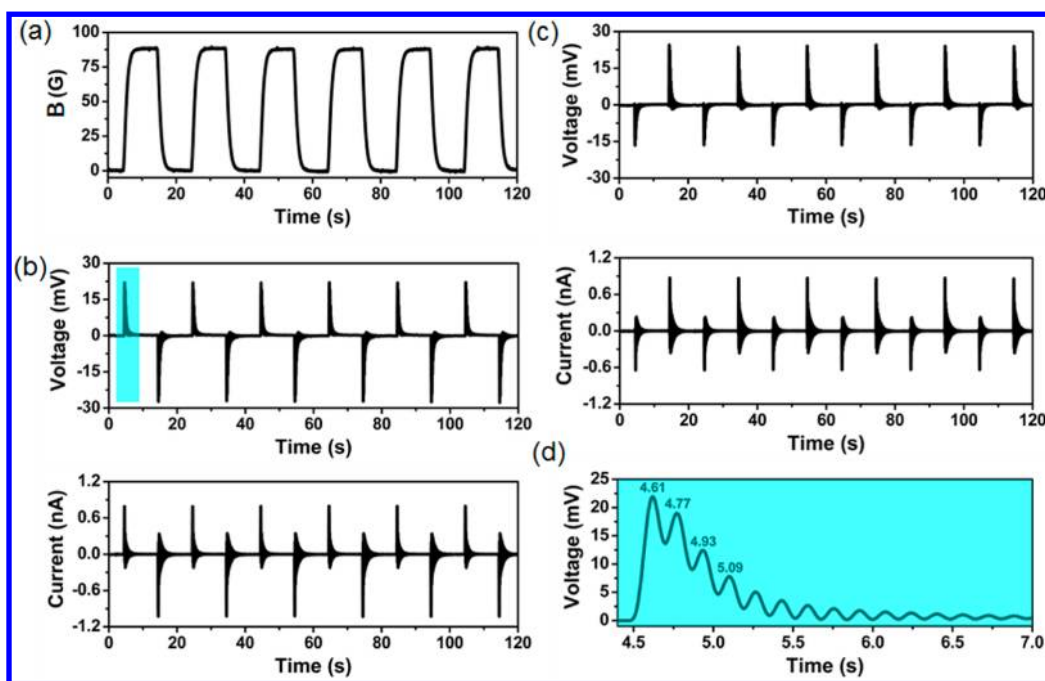 (a)
100
75
50
25
0
B (G)
0 20 40 60 80 100 120
Time (s)
(b)
30
15
0
-15
-30
Voltage (mV)
0 20 40 60 80 100 120
Time (s)
1.2
0.6
0.0
-0.6
-1.2
Current (nA)
0 20 40 60 80 100 120
Time (s)
(c)
30
15
0
-15
-30
Voltage (mV)
0 20 40 60 80 100 120
Time (s)
1.2
0.6
0.0
-0.6
-1.2
Current (nA)
0 20 40 60 80 100 120
Time (s)
(d)
25
20
15
10
5
0
Voltage (mV)
4.61
4.77
4.93
5.09
4.5 5.0 5.5 6.0 6.5 7.0
Time (s)